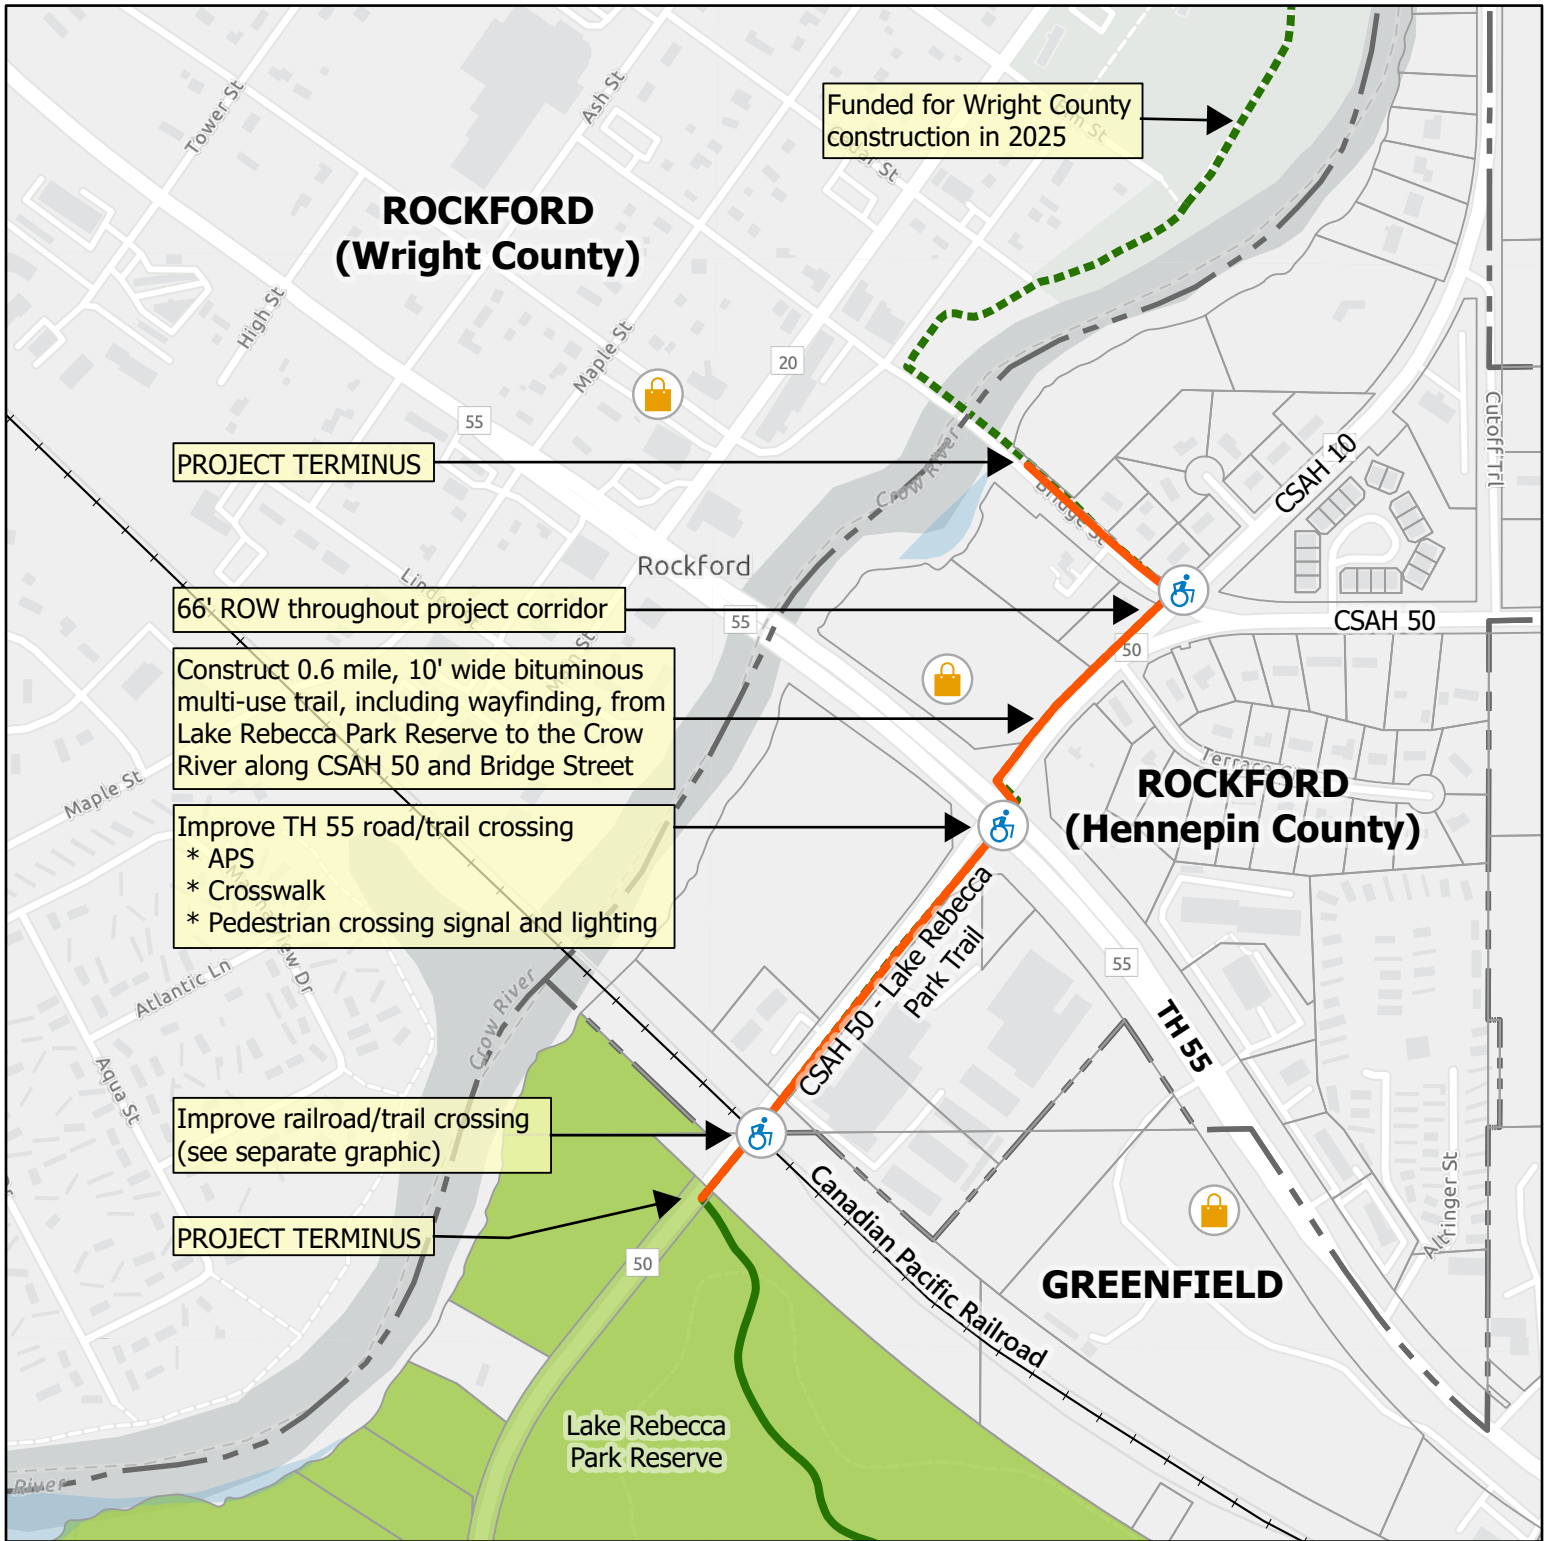 Funded for Wright County
construction in 2025
Tower St
Ash St
Cedar St
ROCKFORD
(Wright County)
High St
Maple St
20
55
Cutoff Trl
CSAH 10
PROJECT TERMINUS
Crow River
Bridge St
Rockford
66' ROW throughout project corridor
55
CSAH 50
50
Construct 0.6 mile, 10' wide bituminous
multi-use trail, including wayfinding, from
Lake Rebecca Park Reserve to the Crow
River along CSAH 50 and Bridge Street
Maple St
ROCKFORD
(Hennepin County)
Improve TH 55 road/trail crossing
* APS
* Crosswalk
* Pedestrian crossing signal and lighting
CSAH 50 - Lake Rebecca
Park Trail
55
Atlantic Ln
Crow River
TH 55
Aqua St
Improve railroad/trail crossing
(see separate graphic)
Canadian Pacific Railroad
Altringer St
PROJECT TERMINUS
50
GREENFIELD
Lake Rebecca
Park Reserve
River